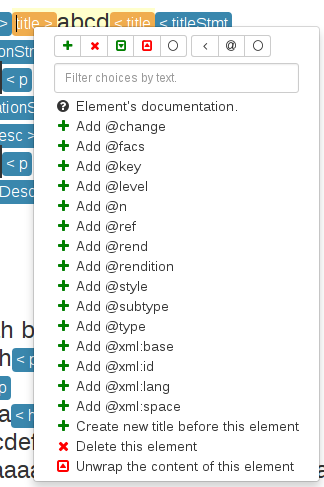 > title > abcd < title < titleStmt
onStr
< p
ationS
esc >
< p
Desc
< @
Filter choices by text.
Element's documentation.
Add @change
Add @facs
Add @key
Add @level
Add @n
Add @ref
Add @rend
Add @rendition
Add @style
Add @subtype
Add @type
h b
Add @xml:base
h < p
Add @xml:id
p
Add @xml:lang
a < h
Add @xml:space
Create new title before this element
cdef
Delete this element
aaaa
Unwrap the content of this element
a